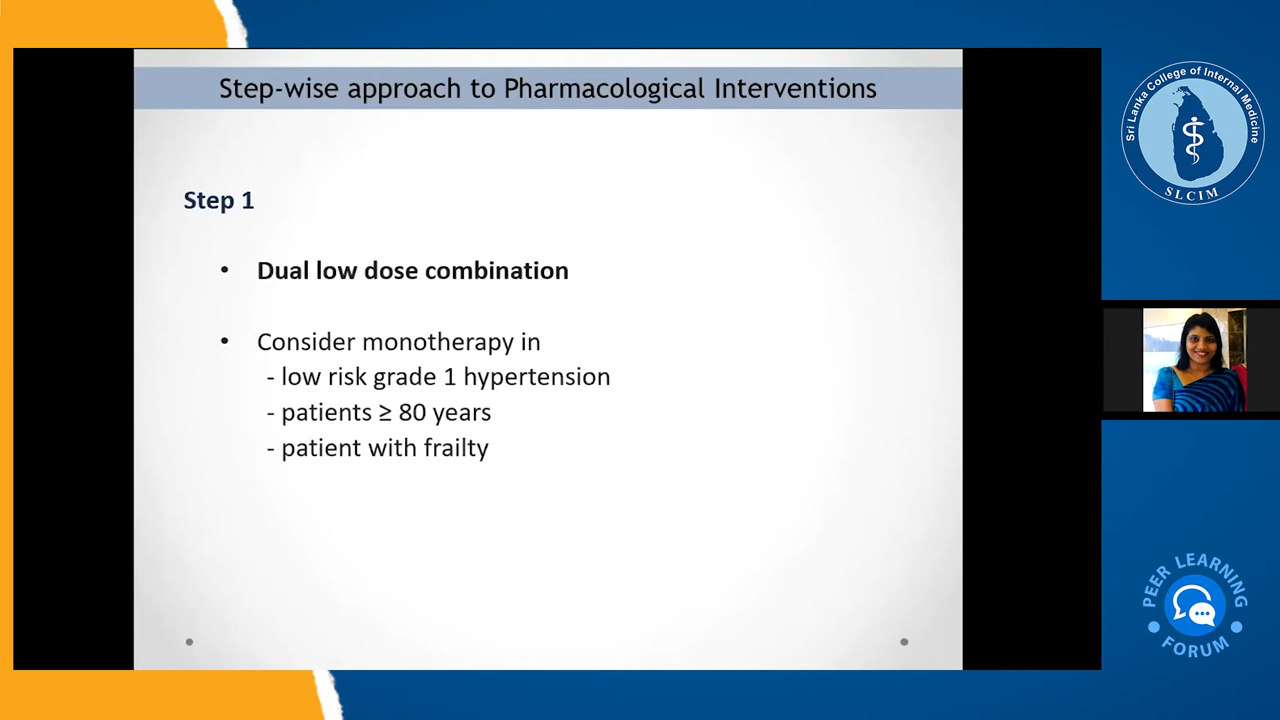 Step-wise approach to Pharmacological Interventions
Step 1
• Dual low dose combination
• Consider monotherapy in
- low risk grade 1 hypertension
- patients ≥ 80 years
- patient with frailty
Sri Lanka College of Internal Medicine
SLCIM
PEER LEARNING
FORUM